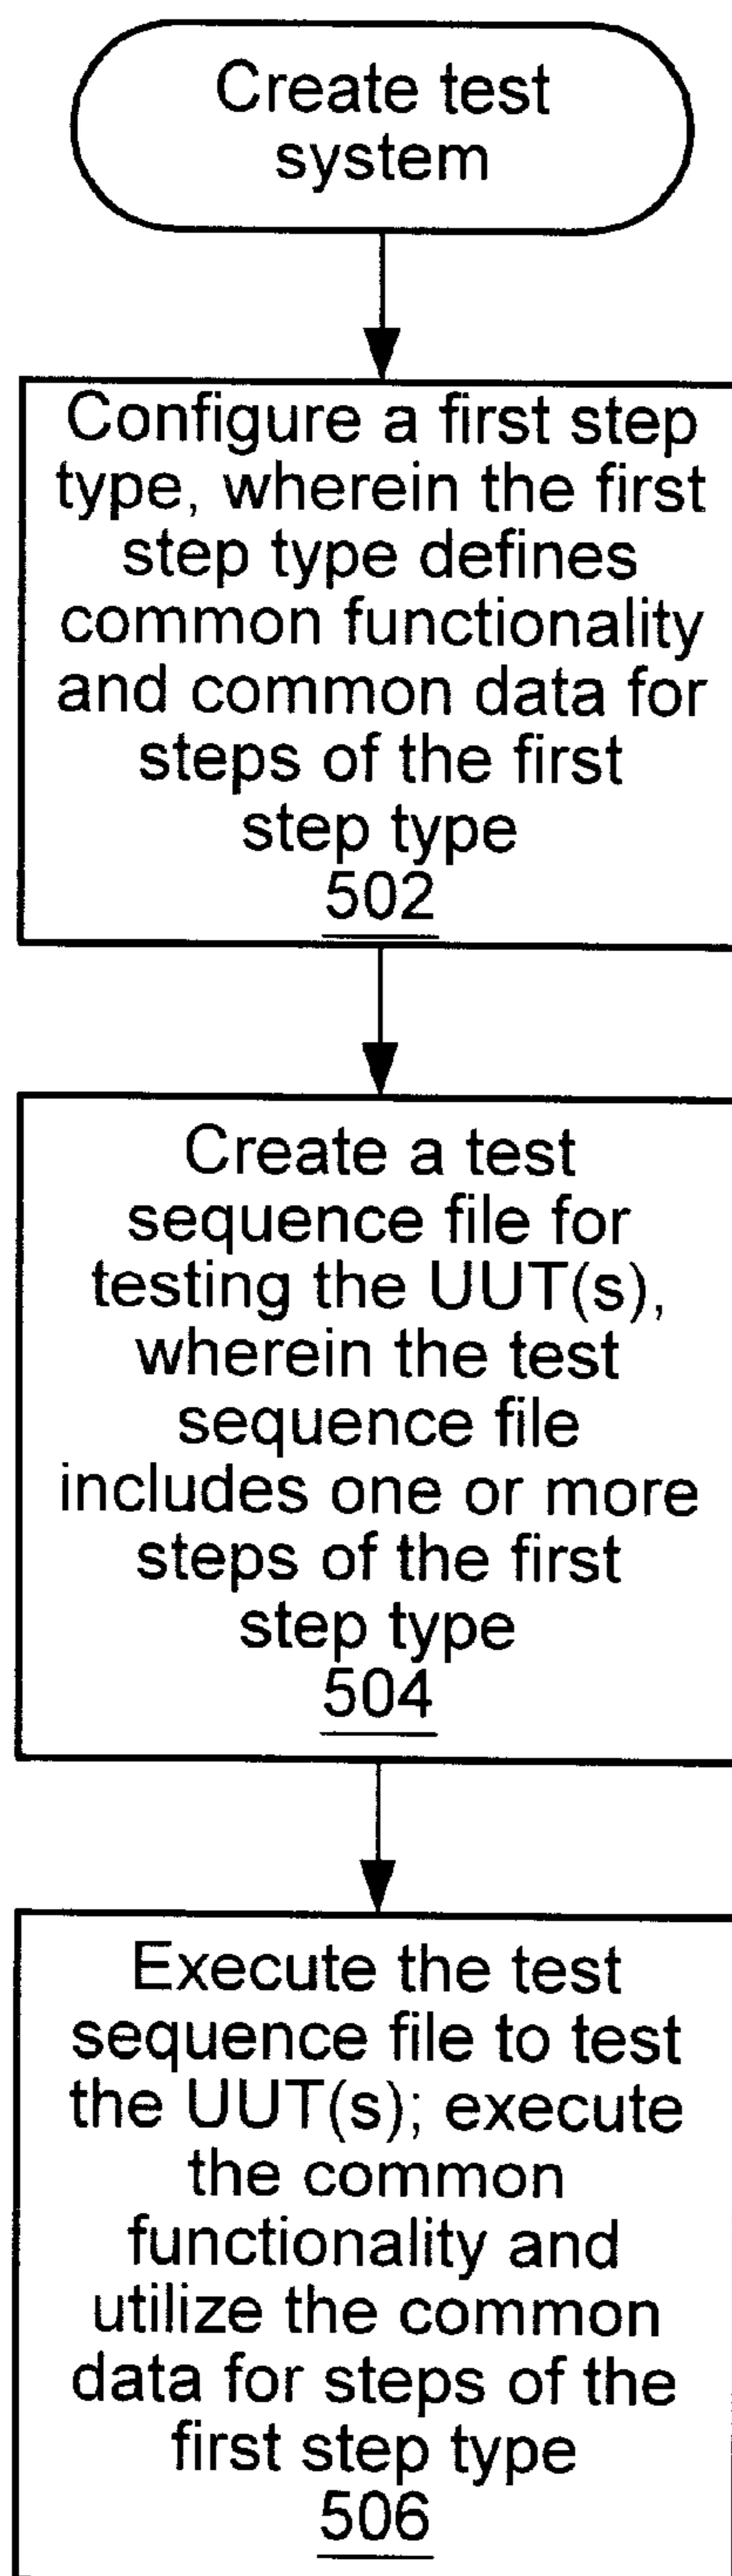 Create test
system
Configure a first step
type, wherein the first
step type defines
common functionality
and common data for
steps of the first
step type
502
Create a test
sequence file for
testing the UUT(s),
wherein the test
sequence file
includes one or more
steps of the first
step type
504
Execute the test
sequence file to test
the UUT(s); execute
the common
functionality and
utilize the common
data for steps of the
first step type
506